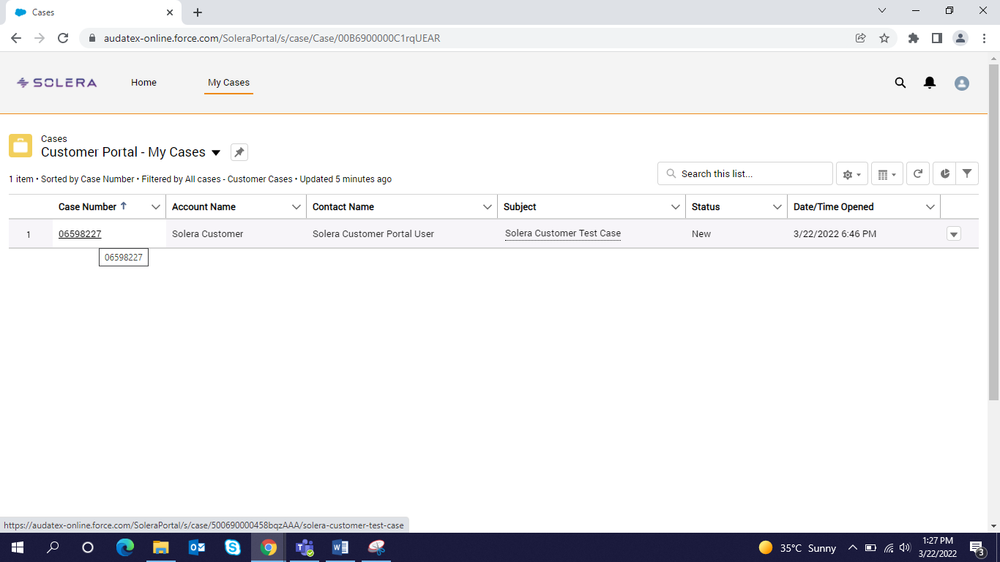 Cases
audatex-online.force.com/SoleraPortal/s/case/Case/00B6900000C1rqUEAR
SOLERA
Home
My Cases
Cases
Customer Portal - My Cases
1 item • Sorted by Case Number • Filtered by All cases - Customer Cases • Updated 5 minutes ago
Search this list...
Case Number Account Name Contact Name Subject Status Date/Time Opened
1 06598227 Solera Customer Solera Customer Portal User Solera Customer Test Case New 3/22/2022 6:46 PM
06598227
https://audatex-online.force.com/SoleraPortal/s/case/500690000458bqzAAA/solera-customer-test-case
35°C Sunny
1:27 PM
3/22/2022
3